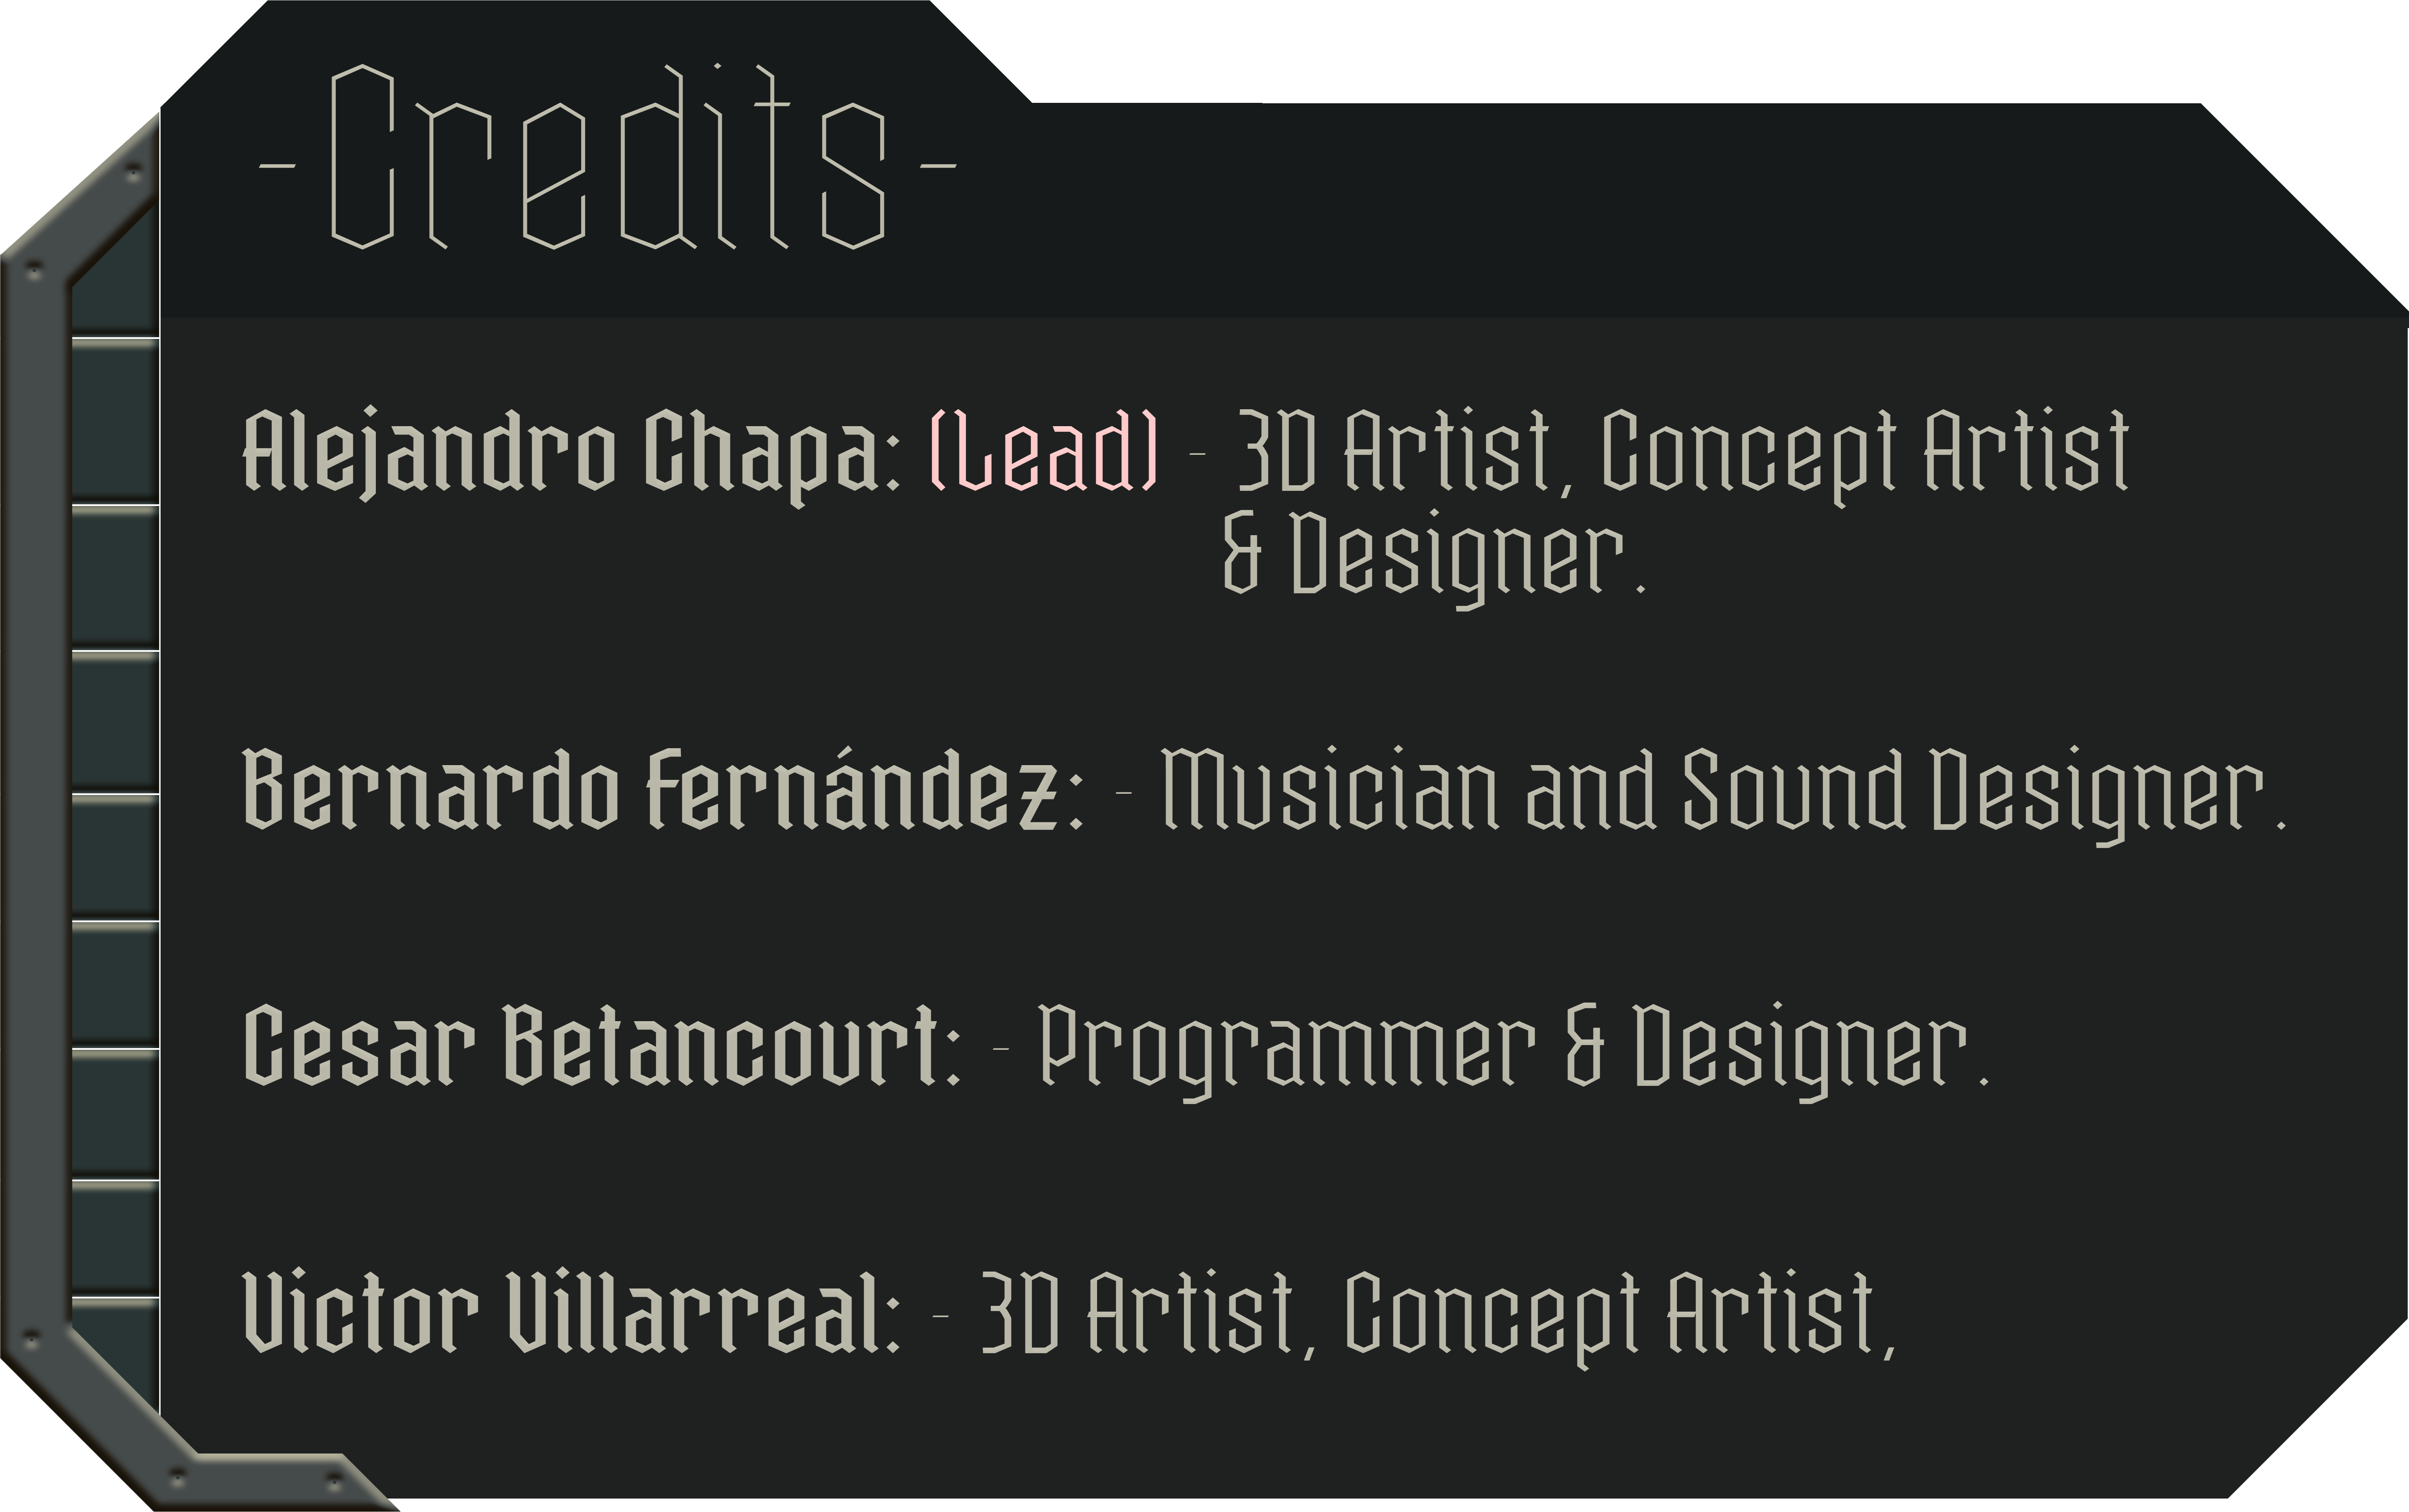 -Credits-
Alejandro Chapa: (Lead) - 3D Artist, Concept Artist
& Designer.
Bernardo Fernández: - Musician and Sound Designer.
Cesar Betancourt: - Programmer & Designer.
Victor Villarreal: - 3D Artist, Concept Artist,